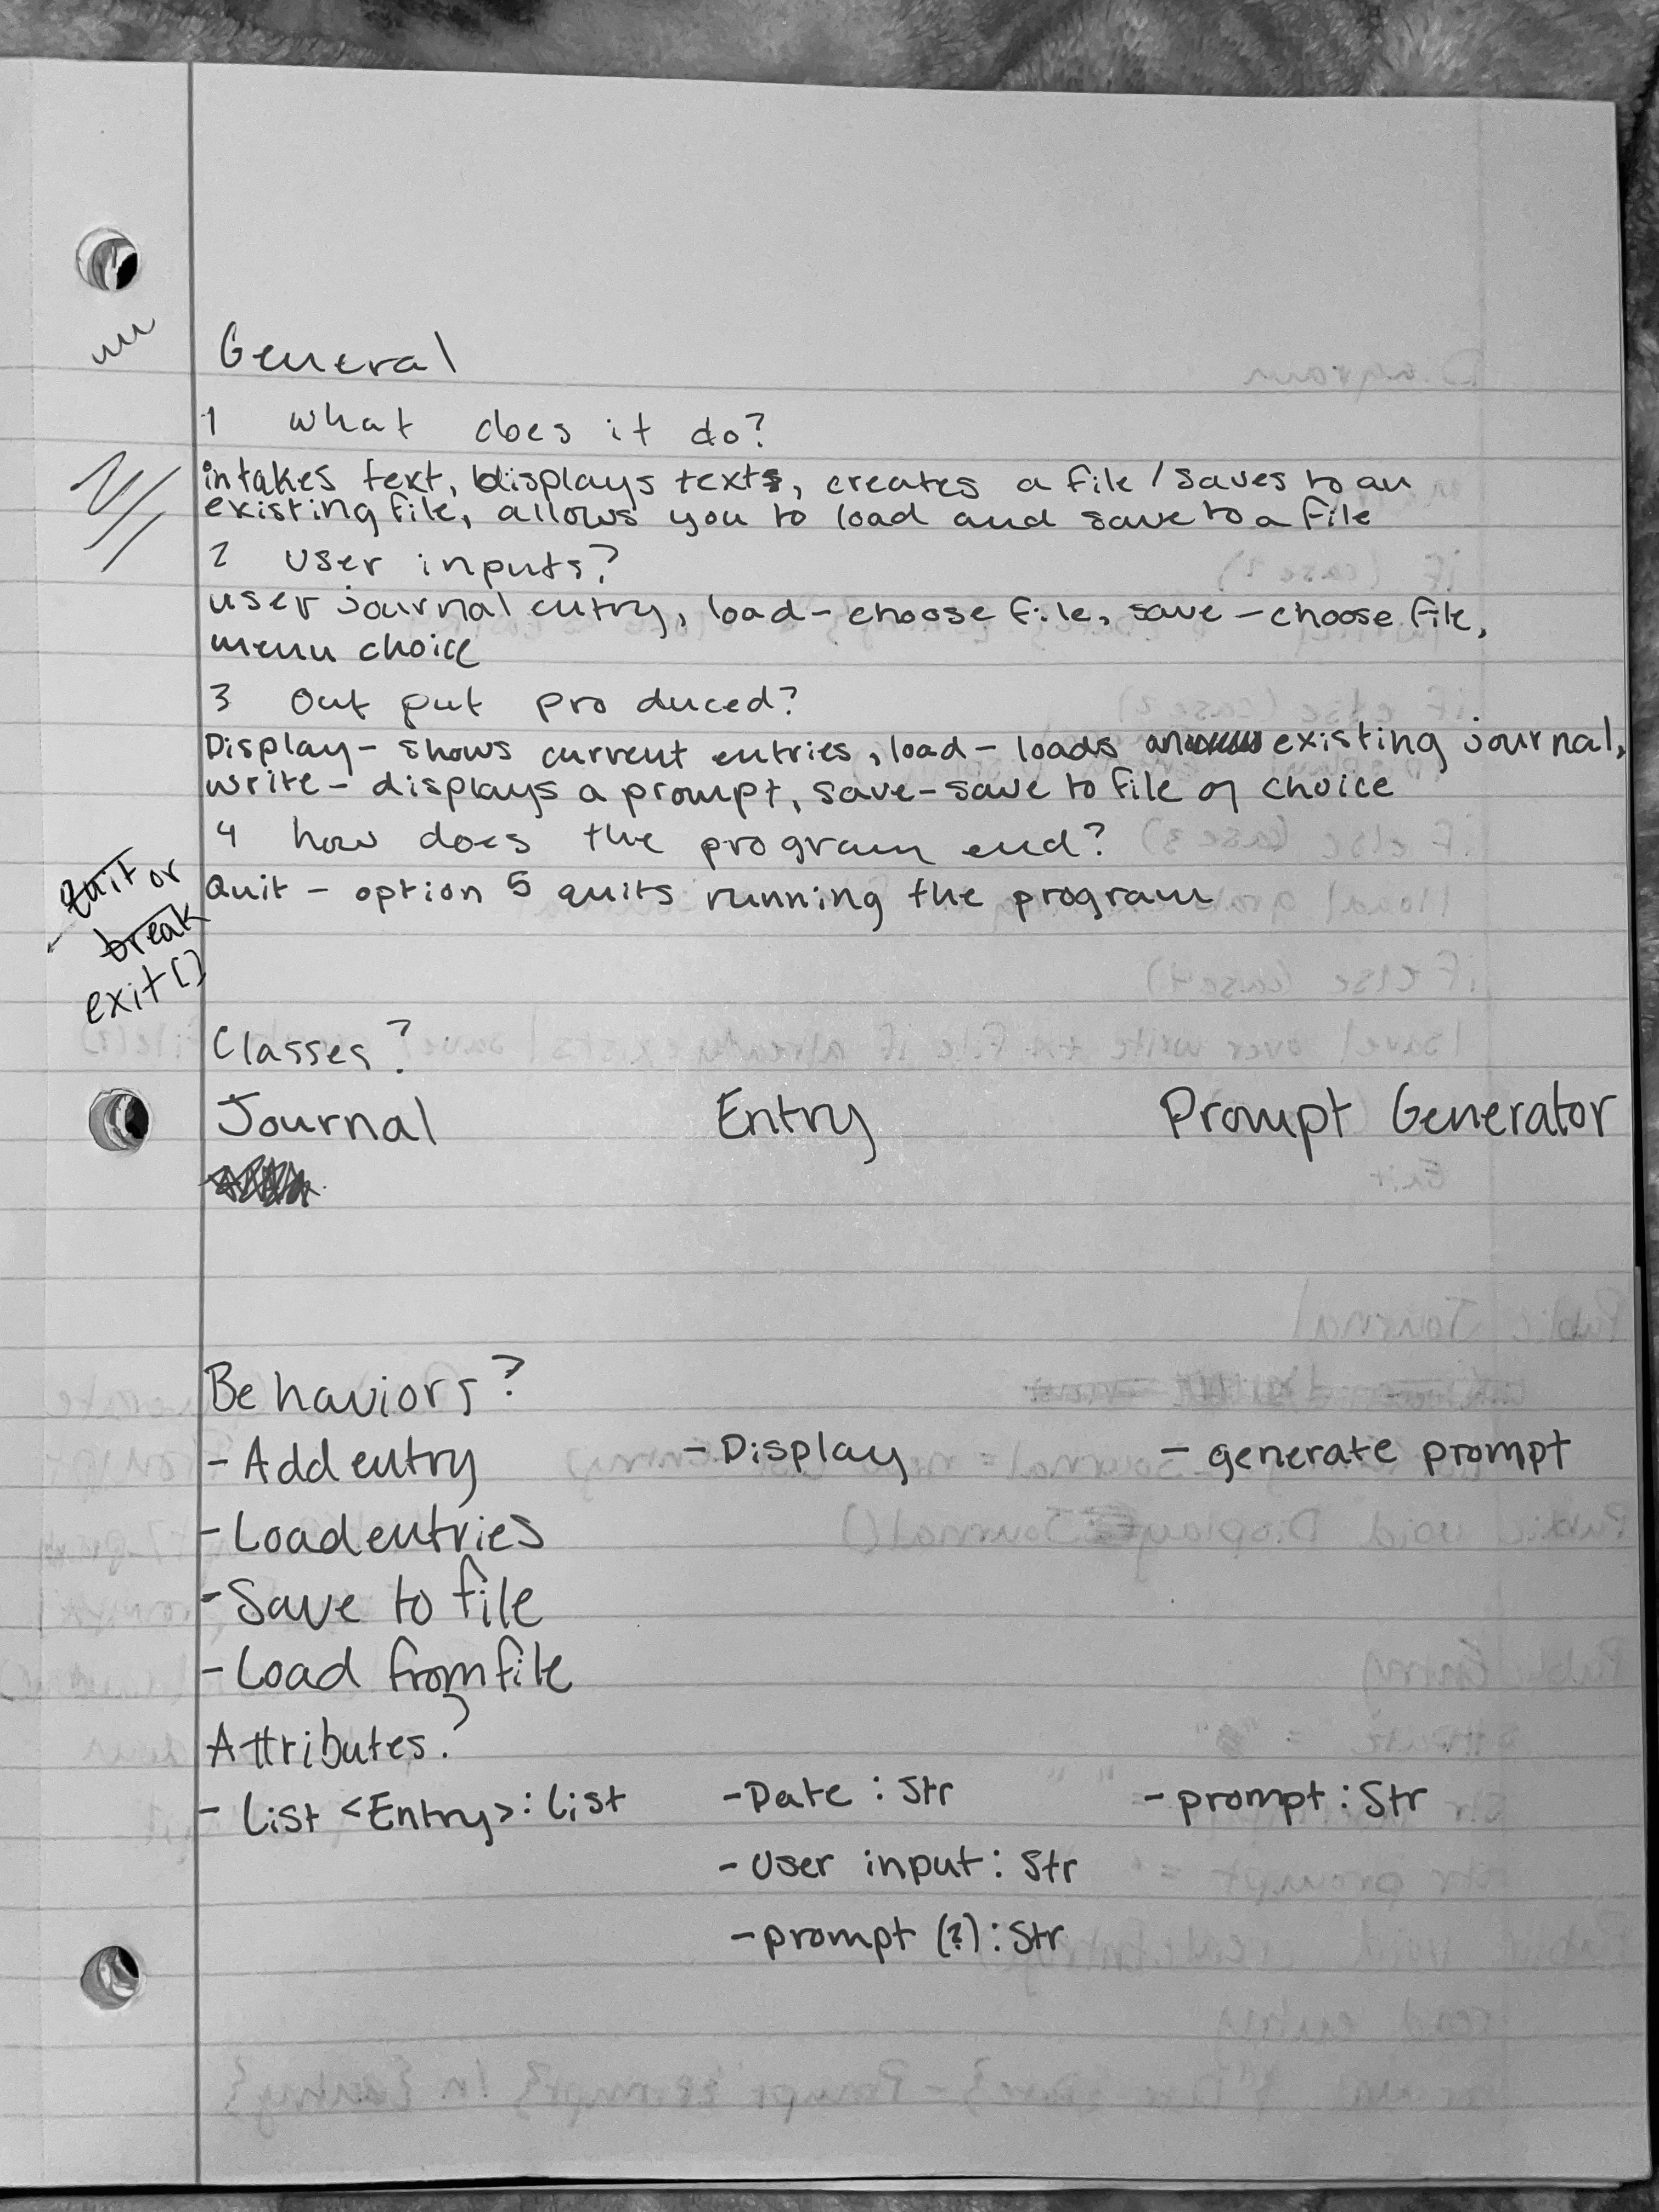 General
1 what does it do?
intakes text, displays text, creates a file / saves to an
existing file, allows you to load and save to a file
2 User inputs?
user journal entry, load - choose file, save - choose file,
menu choice
3 Out put produced?
Display - shows current entries, load - loads an existing journal,
write - displays a prompt, save - save to file of choice
4 how does the program end?
quit or
break
exit[]
Quit - option 5 quits running the program
Classes?
Journal Entry Prompt Generator
Behaviors?
- Add entry - Display - generate prompt
- Load entries
- Save to file
- Load from file
Attributes?
- List <Entry> : list - Date : Str - prompt : Str
- User input : Str
- prompt (?) : Str